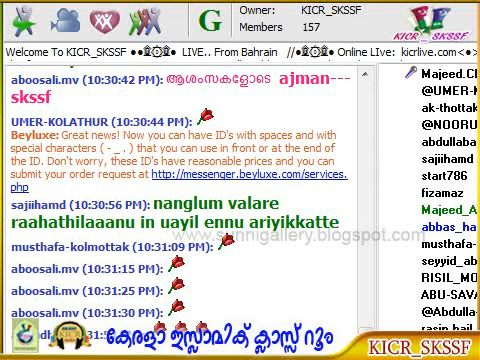 Owner: KICR_SKSSF
Members 157
G
KICR_SKSSF
Welcome To KICR_SKSSF LIVE.. From Bahrain //● Online LIve: kicrlive.com<●>
aboosali.mv (10:30:42 PM): ആശംസകളോടെ ajman---
skssf
UMER-KOLATHUR (10:30:44 PM):
Beyluxe: Great news! Now you can have ID's with spaces and with
special characters ( - _ . ) that you can use in front or at the end of
the ID. Don't worry, these ID's have reasonable prices and you can
submit your order request at http://messenger.beyluxe.com/services.
php
sajiihamd (10:30:56 PM): nanglum valare
raahathilaaanu in uayil ennu ariyikkatte
www.sunnigallery.blogspot.com
musthafa-kolmottak (10:31:09 PM):
aboosali.mv (10:31:15 PM):
aboosali.mv (10:31:25 PM):
aboosali.mv (10:31:30 PM):
Majeed.C
@UMER-
ak-thottak
@NOORU
abdullaba
sajiihamd
start786
fizamaz
Majeed_A
abbas_ha
musthafa-
seyyid_ab
RISIL_MO
ABU-SAVA
@Abdulla-
rasin hail
കേരളാ ഇസ്ലാമിക് ക്ലാസ്സ് റൂം
KICR_SKSSF